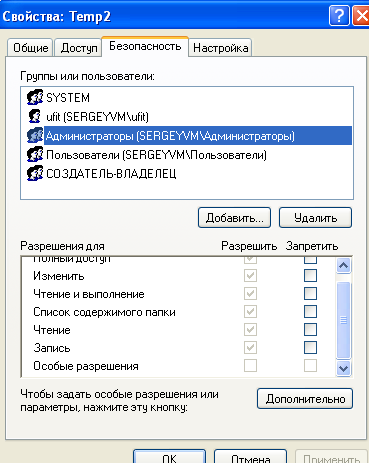 Свойства: Temp2
Общие Доступ Безопасность Настройка
Группы или пользователи:
SYSTEM
ufit (SERGEYVM\ufit)
Администраторы (SERGEYVM\Администраторы)
Пользователи (SERGEYVM\Пользователи)
СОЗДАТЕЛЬ-ВЛАДЕЛЕЦ
Добавить... Удалить
Разрешения для Разрешить Запретить
Полный доступ
Изменить
Чтение и выполнение
Список содержимого папки
Чтение
Запись
Особые разрешения
Чтобы задать особые разрешения или
параметры, нажмите эту кнопку:
Дополнительно
OK Отмена Применить